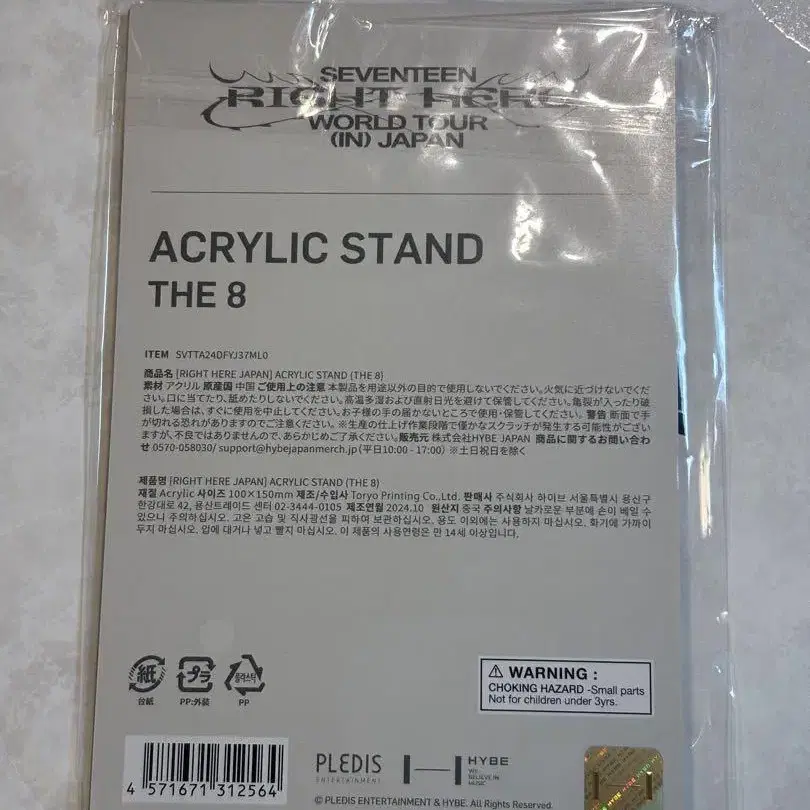 SEVENTEEN
RIGHT HERE
WORLD TOUR
(IN) JAPAN
ACRYLIC STAND
THE 8
ITEM SVTTA24DFYJ37ML0
商品名 [RIGHT HERE JAPAN] ACRYLIC STAND (THE 8)
素材 アクリル 原産国 中国 ご使用上の注意 本製品を用途以外の目的で使用しないでください。火気に近づけないでくだ
さい。口に当てたり、舐めたりしないでください。高温多湿および直射日光を避けて保管してください。亀裂が入ったり破
損した場合は、すぐに使用を中止してください。お子様の手の届かないところで使用・保管してください。警告 断面で手
が切れる恐れがありますのでご注意ください。※生産の仕上げ作業段階で僅かなスクラッチが発生する可能性がござい
ますが、不良ではありませんので、あらかじめご了承ください。販売元 株式会社HYBE JAPAN 商品に関するお問い合わ
せ 0570-058030/ support@hybejapanmerch.jp (平日10:00 - 17:00) ※土日祝日を除く
제품명 [RIGHT HERE JAPAN] ACRYLIC STAND (THE 8)
재질 Acrylic 사이즈 100×150mm 제조/수입사 Toryo Printing Co.,Ltd. 판매사 주식회사 하이브 서울특별시 용산구
한강대로 42, 용산트레이드 센터 02-3444-0105 제조연월 2024.10 원산지 중국 주의사항 날카로운 부분에 손이 베일 수
있으니 주의하십시오. 고온 고습 및 직사광선을 피하여 보관하십시오. 용도 이외에는 사용하지 마십시오. 화기에 가까이
두지 마십시오. 입에 대거나 넣고 빨지 마십시오. 이 제품의 사용연령은 만 14세 이상입니다.
紙 プラ 플라스틱
台紙 PP:外装 PP
⚠ WARNING :
CHOKING HAZARD -Small parts
Not for children under 3yrs.
4 571671 312564
PLEDIS
ENTERTAINMENT
HYBE
WE
BELIEVE IN
MUSIC
© PLEDIS ENTERTAINMENT & HYBE. All Rights Reserved.